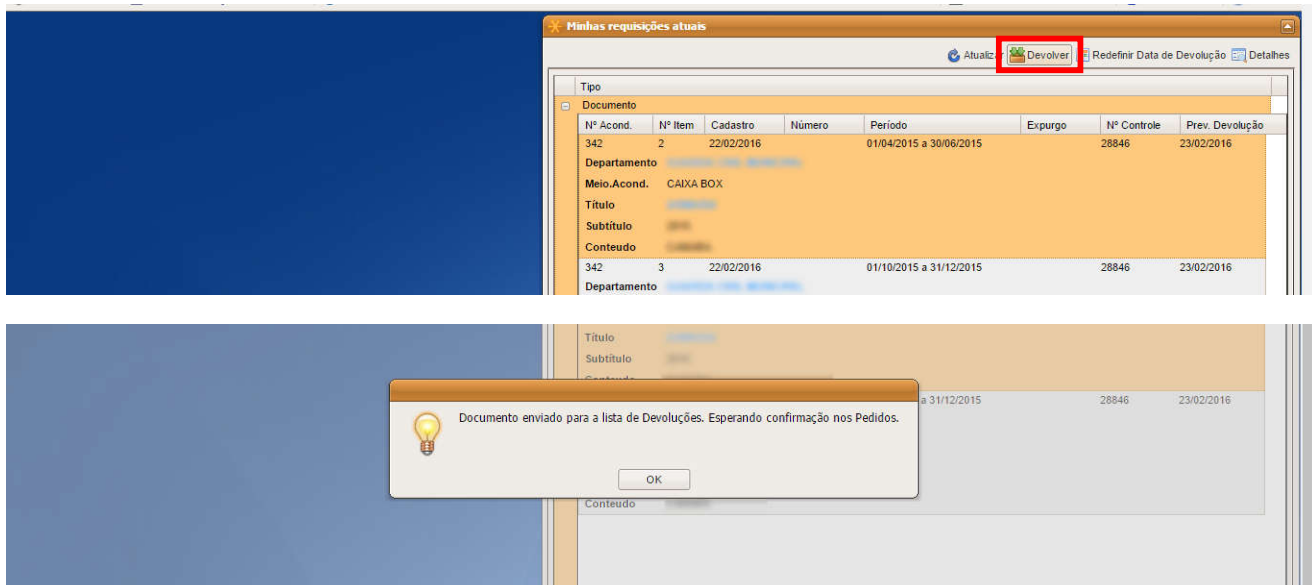 Minhas requisições atuais
Atualizar Devolver Redefinir Data de Devolução Detalhes
Tipo
Documento
Nº Acond. Nº Item Cadastro Número Período Expurgo Nº Controle Prev. Devolução
342 2 22/02/2016 01/04/2015 a 30/06/2015 28846 23/02/2016
Departamento
Meio.Acond. CAIXA BOX
Título
Subtítulo
Conteudo
342 3 22/02/2016 01/10/2015 a 31/12/2015 28846 23/02/2016
Departamento
Título
Subtítulo
a 31/12/2015 28846 23/02/2016
Documento enviado para a lista de Devoluções. Esperando confirmação nos Pedidos.
OK
Conteudo